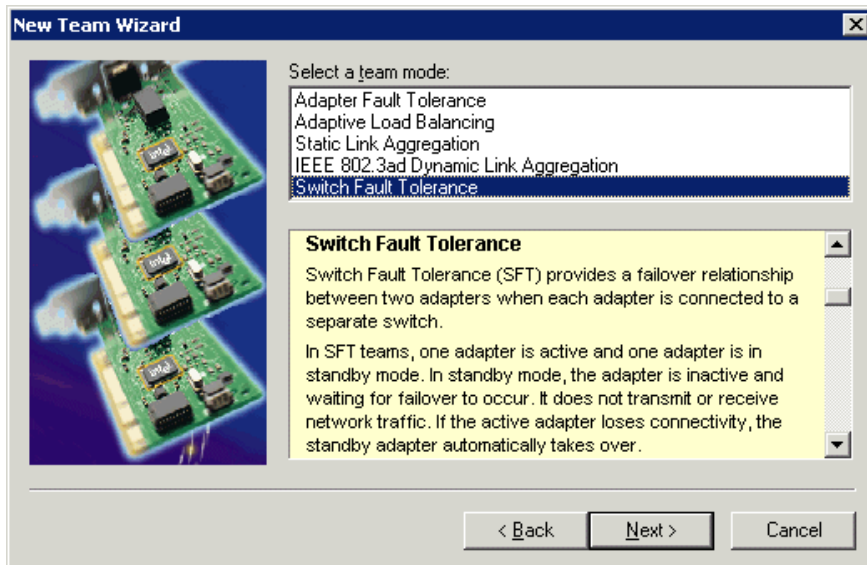 New Team Wizard
Select a team mode:
Adapter Fault Tolerance
Adaptive Load Balancing
Static Link Aggregation
IEEE 802.3ad Dynamic Link Aggregation
Switch Fault Tolerance
Switch Fault Tolerance
Switch Fault Tolerance (SFT) provides a failover relationship
between two adapters when each adapter is connected to a
separate switch.
In SFT teams, one adapter is active and one adapter is in
standby mode. In standby mode, the adapter is inactive and
waiting for failover to occur. It does not transmit or receive
network traffic. If the active adapter loses connectivity, the
standby adapter automatically takes over.
intel
intel
intel
< Back
Next >
Cancel